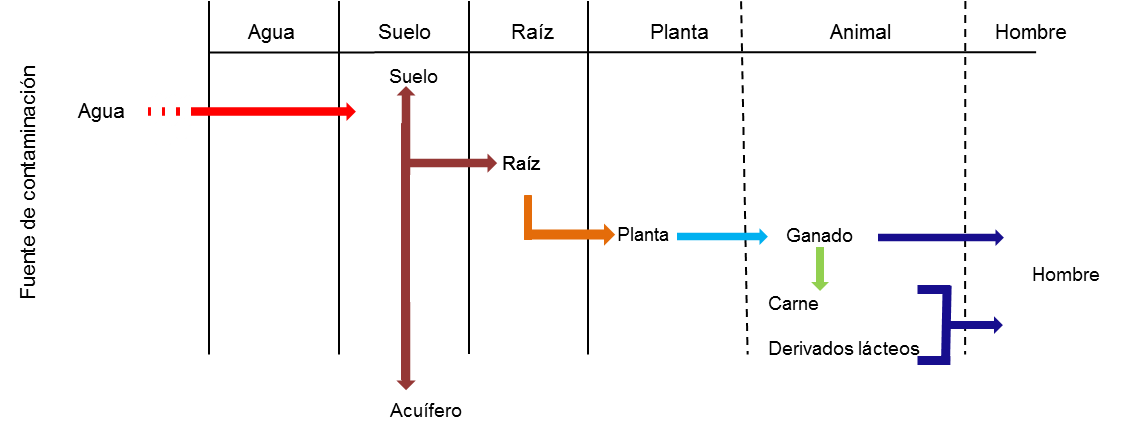 Agua
Suelo
Raíz
Planta
Animal
Hombre
Fuente de contaminación
Suelo
Agua
Raíz
Planta
Ganado
Hombre
Carne
Derivados lácteos
Acuífero